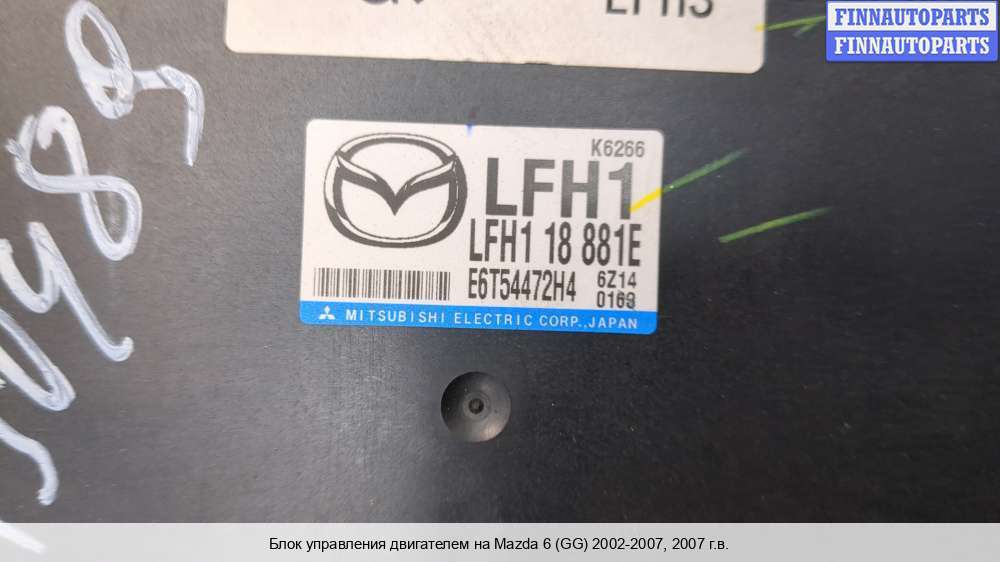 FINNAUTOPARTS
FINNAUTOPARTS
K6266
LFH1
LFH1 18 881E
E6T54472H4
6Z14
0163
MITSUBISHI ELECTRIC CORP., JAPAN
Блок управления двигателем на Mazda 6 (GG) 2002-2007, 2007 г.в.